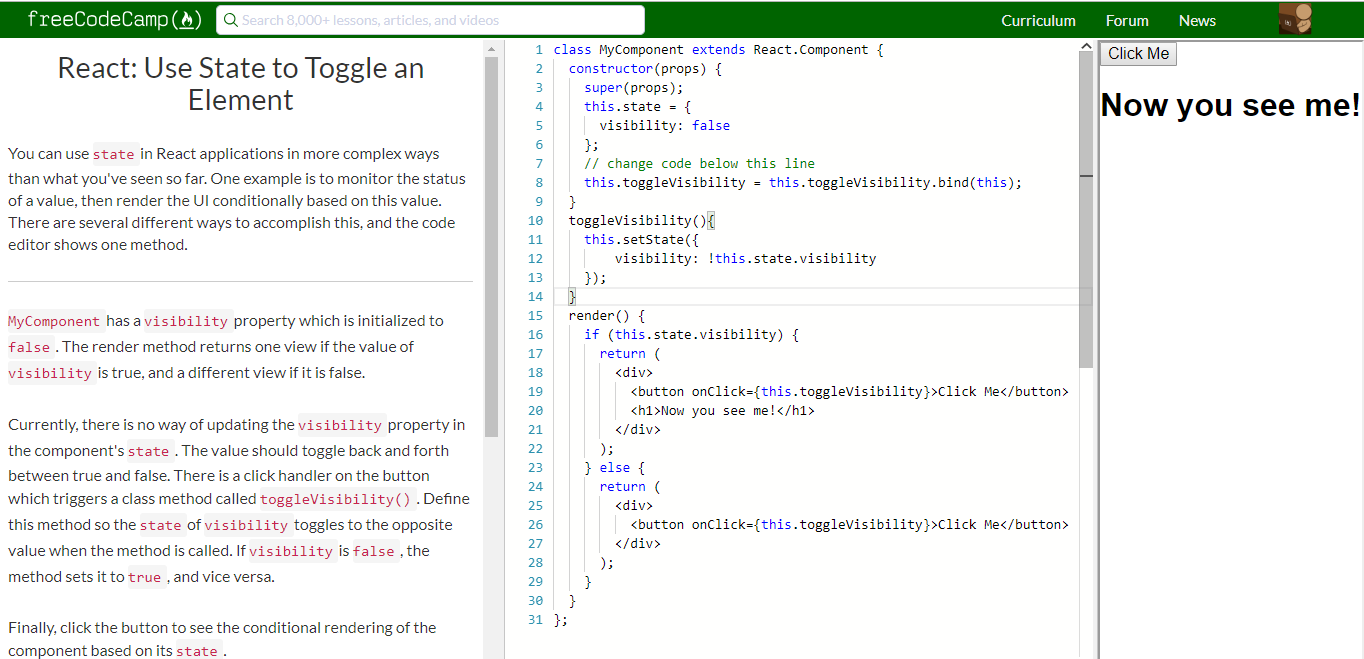 freeCodeCamp(🔥)
Search 8,000+ lessons, articles, and videos
Curriculum
Forum
News
React: Use State to Toggle an
Element
You can use state in React applications in more complex ways
than what you've seen so far. One example is to monitor the status
of a value, then render the UI conditionally based on this value.
There are several different ways to accomplish this, and the code
editor shows one method.
MyComponent has a visibility property which is initialized to
false . The render method returns one view if the value of
visibility is true, and a different view if it is false.
Currently, there is no way of updating the visibility property in
the component's state . The value should toggle back and forth
between true and false. There is a click handler on the button
which triggers a class method called toggleVisibility() . Define
this method so the state of visibility toggles to the opposite
value when the method is called. If visibility is false , the
method sets it to true , and vice versa.
Finally, click the button to see the conditional rendering of the
component based on its state .
1 class MyComponent extends React.Component {
2   constructor(props) {
3     super(props);
4     this.state = {
5       visibility: false
6     };
7     // change code below this line
8     this.toggleVisibility = this.toggleVisibility.bind(this);
9   }
10   toggleVisibility(){
11     this.setState({
12         visibility: !this.state.visibility
13     });
14   }
15   render() {
16     if (this.state.visibility) {
17       return (
18         <div>
19           <button onClick={this.toggleVisibility}>Click Me</button>
20           <h1>Now you see me!</h1>
21         </div>
22       );
23     } else {
24       return (
25         <div>
26           <button onClick={this.toggleVisibility}>Click Me</button>
27         </div>
28       );
29     }
30   }
31 };
Click Me
Now you see me!